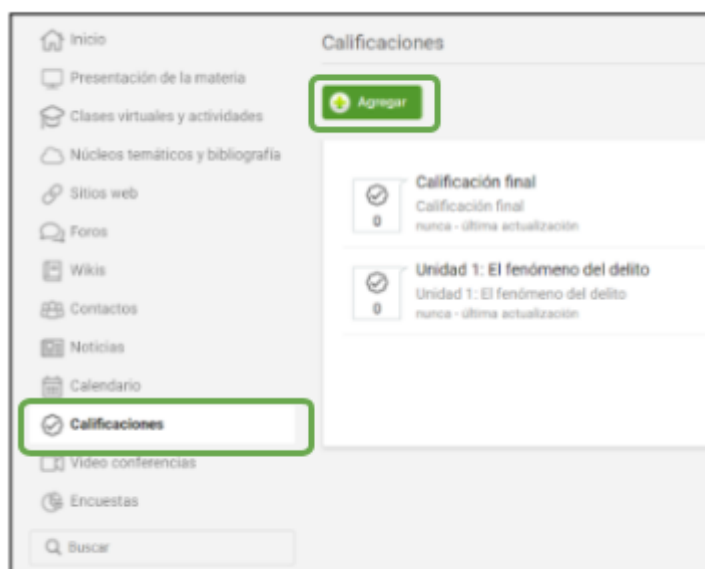 Inicio
Presentación de la materia
Clases virtuales y actividades
Núcleos temáticos y bibliografía
Sitios web
Foros
Wikis
Contactos
Noticias
Calendario
Calificaciones
Video conferencias
Encuestas
Buscar
Calificaciones
Agregar
Calificación final
0
Calificación final
nunca - última actualización
Unidad 1: El fenómeno del delito
0
Unidad 1: El fenómeno del delito
nunca - última actualización